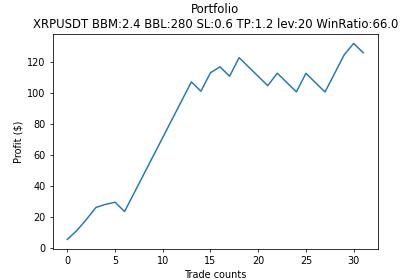 Portfolio
XRPUSDT BBM:2.4 BBL:280 SL:0.6 TP:1.2 lev:20 WinRatio:66.0
Profit ($)
120
100
80
60
40
20
0
0 5 10 15 20 25 30
Trade counts